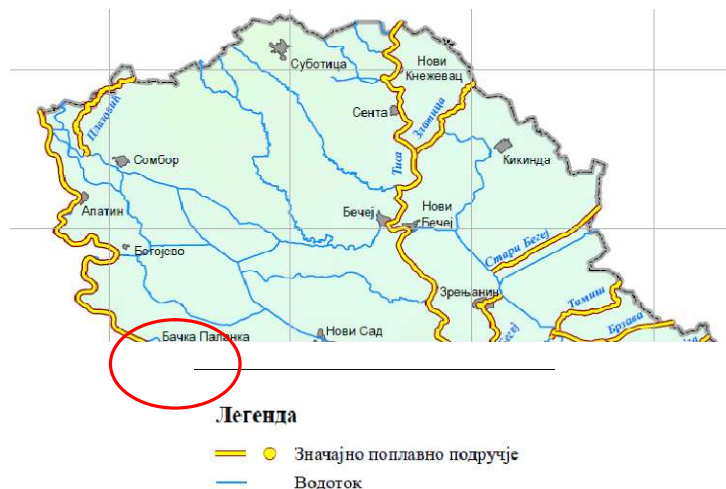 Суботица
Нови
Кнежевац
Плазовић
Сента
Златица
Тиса
Сомбор
Кикинда
Апатин
Бечеј
Нови
Бечеј
Богојево
Стари Бегеј
Зрењанин
Тамиш
Бачка Паланка
Нови Сад
Бегеј
Брзава
Легенда
Значајно поплавно подручје
Водоток